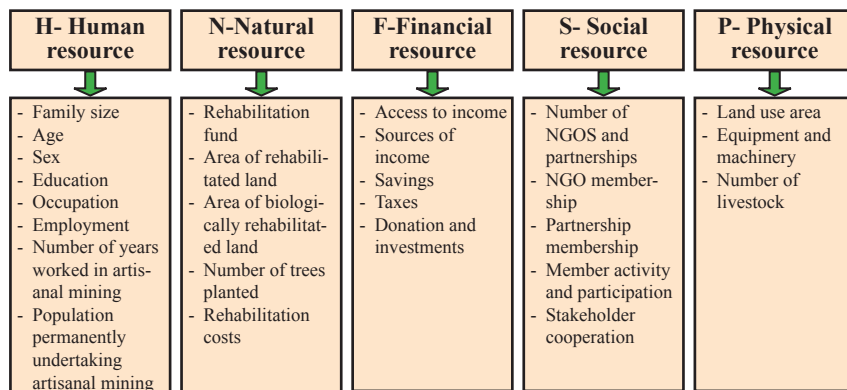 H- Human
resource
- Family size
- Age
- Sex
- Education
- Occupation
- Employment
- Number of years
worked in artis-
anal mining
- Population
permanently
undertaking
artisanal mining
N-Natural
resource
- Rehabilitation
fund
- Area of rehabili-
tated land
- Area of biologi-
cally rehabilitat-
ed land
- Number of trees
planted
- Rehabilitation
costs
F-Financial
resource
- Access to income
- Sources of
income
- Savings
- Taxes
- Donation and
investments
S- Social
resource
- Number of
NGOS and
partnerships
- NGO member-
ship
- Partnership
membership
- Member activity
and participation
- Stakeholder
cooperation
P- Physical
resource
- Land use area
- Equipment and
machinery
- Number of
livestock